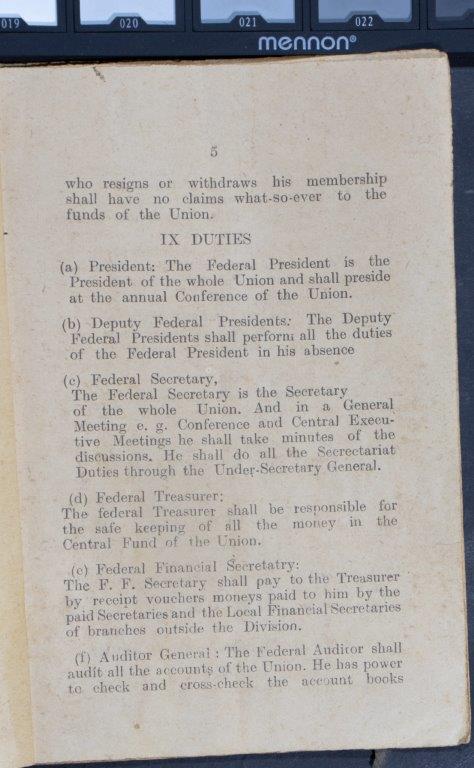 019 020 021 022
mennon®
5
who resigns or withdraws his membership
shall have no claims what-so-ever to the
funds of the Union.
IX DUTIES
(a) President: The Federal President is the
President of the whole Union and shall preside
at the annual Conference of the Union.
(b) Deputy Federal Presidents: The Deputy
Federal Presidents shall perform all the duties
of the Federal President in his absence
(c) Federal Secretary,
The Federal Secretary is the Secretary
of the whole Union. And in a General
Meeting e. g. Conference and Central Execu-
tive Meetings he shall take minutes of the
discussions. He shall do all the Secrectariat
Duties through the Under-Secretary General.
(d) Federal Treasurer:
The federal Treasurer shall be responsible for
the safe keeping of all the money in the
Central Fund of the Union.
(e) Federal Financial Secretatry:
The F. F. Secretary shall pay to the Treasurer
by receipt vouchers moneys paid to him by the
paid Secretaries and the Local Financial Secretaries
of branches outside the Division.
(f) Auditor General : The Federal Auditor shall
audit all the accounts of the Union. He has power
to check and cross-check the account books